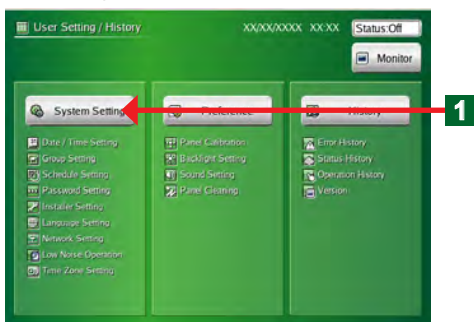 User Setting / History XX/XX/XXXX XX:XX Status:Off
Monitor
System Setting
Date / Time Setting
Group Setting
Schedule Setting
Password Setting
Installer Setting
Language Setting
Network Setting
Low Noise Operation
Time Zone Setting
Preference
Panel Calibration
Backlight Setting
Sound Setting
Panel Cleaning
History
Error History
Status History
Operation History
Version
1